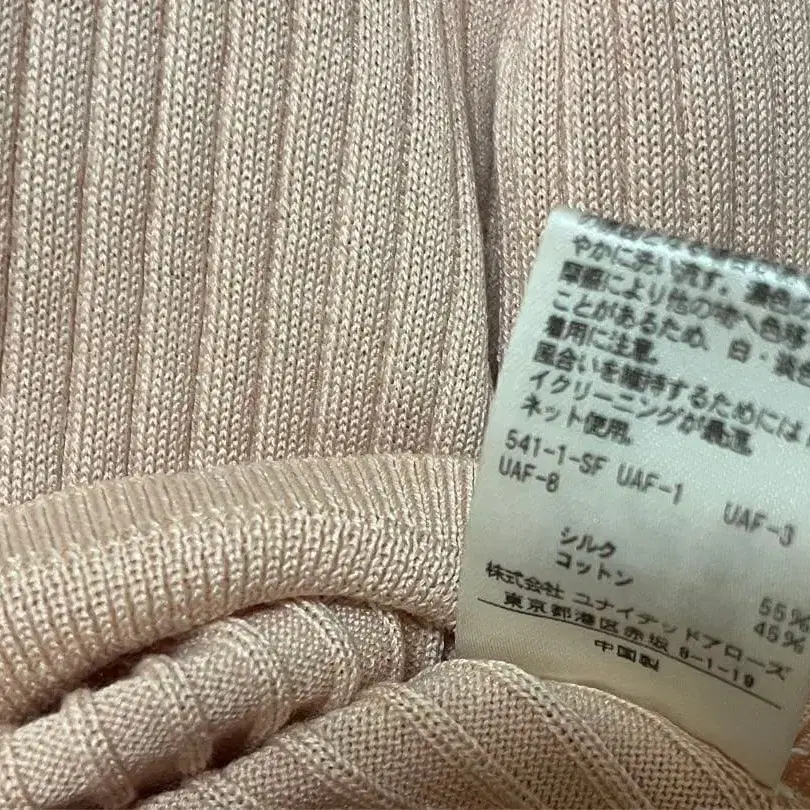 やかに洗い流す。濃色
摩擦により他の物へ色移
ことがあるため、白・淡色
着用に注意。
風合いを維持するためには
イクリーニングが最適。
ネット使用。
541-1-SF UAF-1 UAF-3
UAF-8
シルク 55%
コットン 45%
株式会社 ユナイテッドアローズ
東京都港区赤坂 8-1-19
中国製